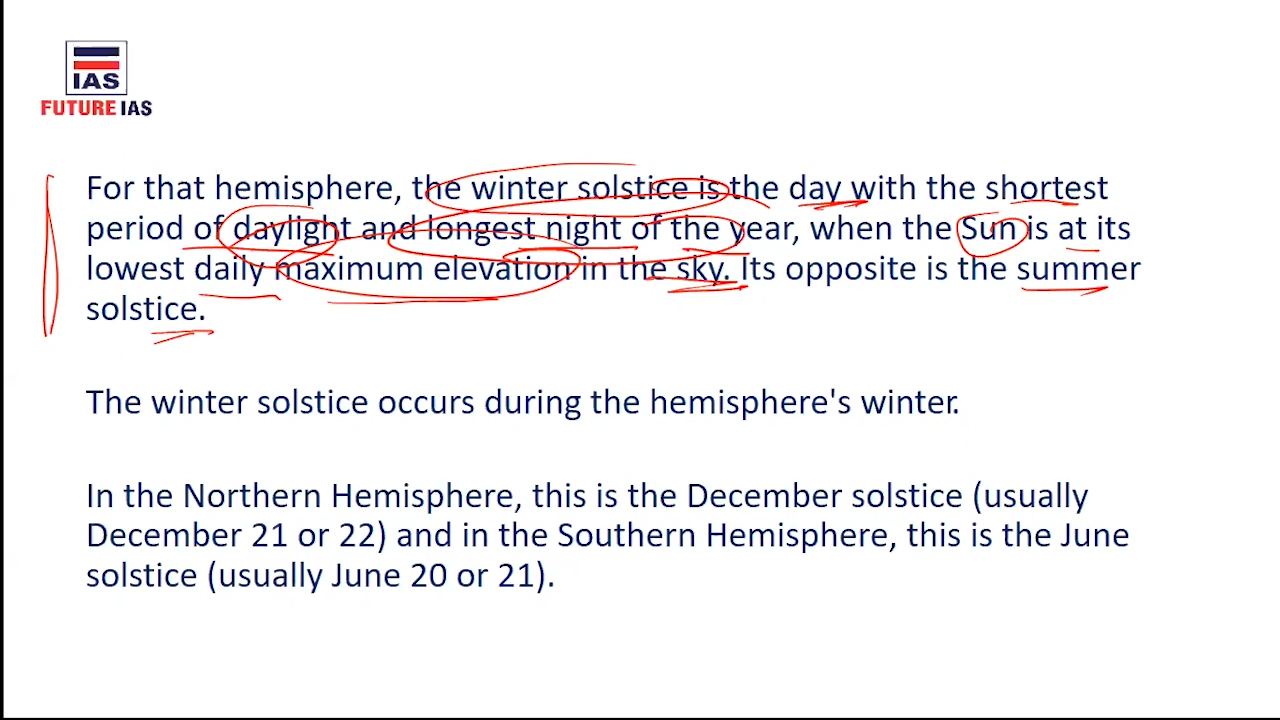 IAS
FUTURE IAS
For that hemisphere, the winter solstice is the day with the shortest
period of daylight and longest night of the year, when the Sun is at its
lowest daily maximum elevation in the sky. Its opposite is the summer
solstice.
The winter solstice occurs during the hemisphere's winter.
In the Northern Hemisphere, this is the December solstice (usually
December 21 or 22) and in the Southern Hemisphere, this is the June
solstice (usually June 20 or 21).